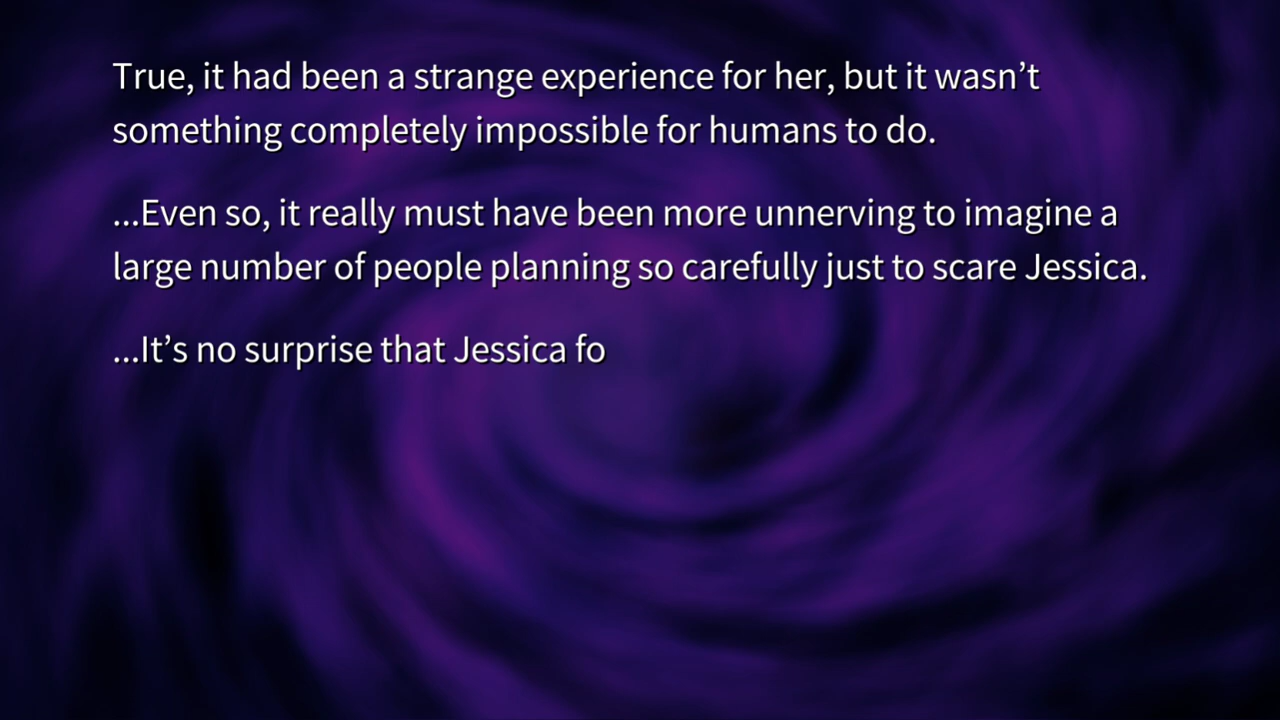 True, it had been a strange experience for her, but it wasn’t
something completely impossible for humans to do.
...Even so, it really must have been more unnerving to imagine a
large number of people planning so carefully just to scare Jessica.
...It’s no surprise that Jessica fo